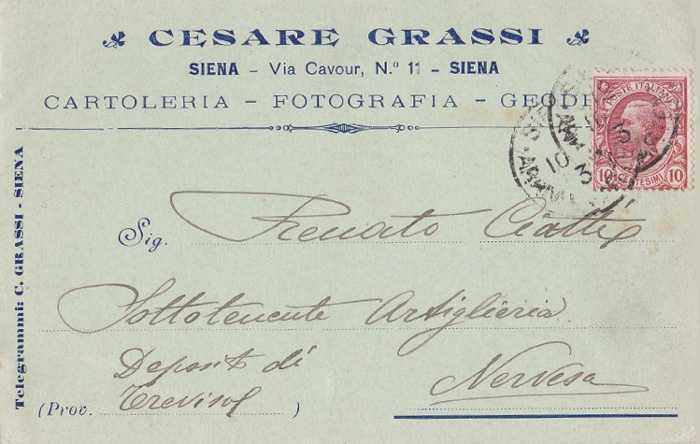 CESARE GRASSI
SIENA – Via Cavour, N.º 11 – SIENA
CARTOLERIA – FOTOGRAFIA – GEOD
POSTE ITALIANE
10 CENTESIMI 10
Telegrammi: C. GRASSI - SIENA
Sig. Renato
Sottotenente Artiglieria
Deposito di
Nervesa
(Prov. Treviso)